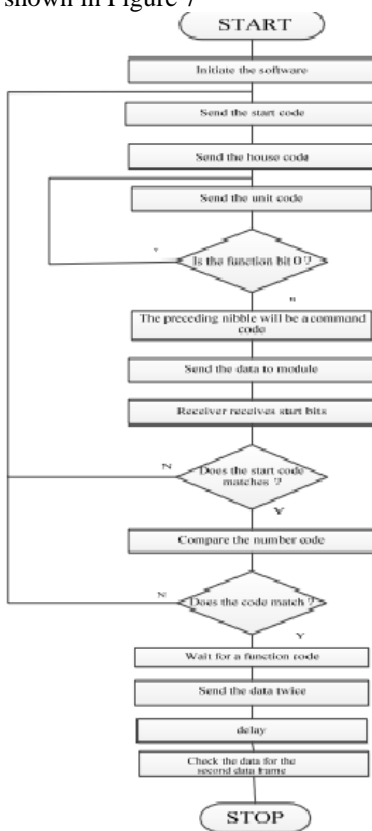 shown in Figure 7
START
Initiate the software
Send the start code
Send the house code
Send the unit code
Is the function bit 0 ?
Y
n
The preceding nibble will be a command
code
Send the data to module
Receiver receives start bits
Does the start code
matches ?
N
Y
Compare the number code
Does the code match ?
N
Y
Wait for a function code
Send the data twice
delay
Check the data for the
second data frame
STOP